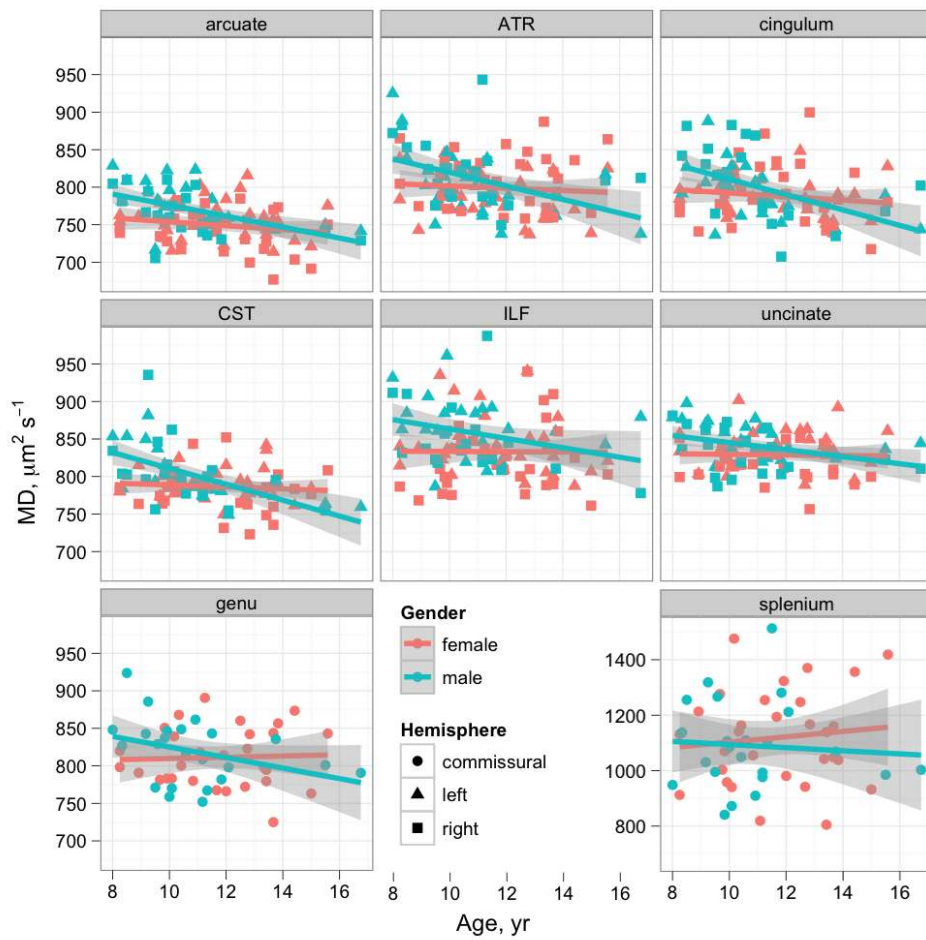 arcuate
ATR
cingulum
950
900
850
800
750
700
CST
ILF
uncinate
950
900
850
800
750
700
MD, μm² s⁻¹
genu
splenium
950
900
850
800
750
700
Gender
female
male
Hemisphere
commissural
left
right
1400
1200
1000
800
8 10 12 14 16
8 10 12 14 16
8 10 12 14 16
Age, yr